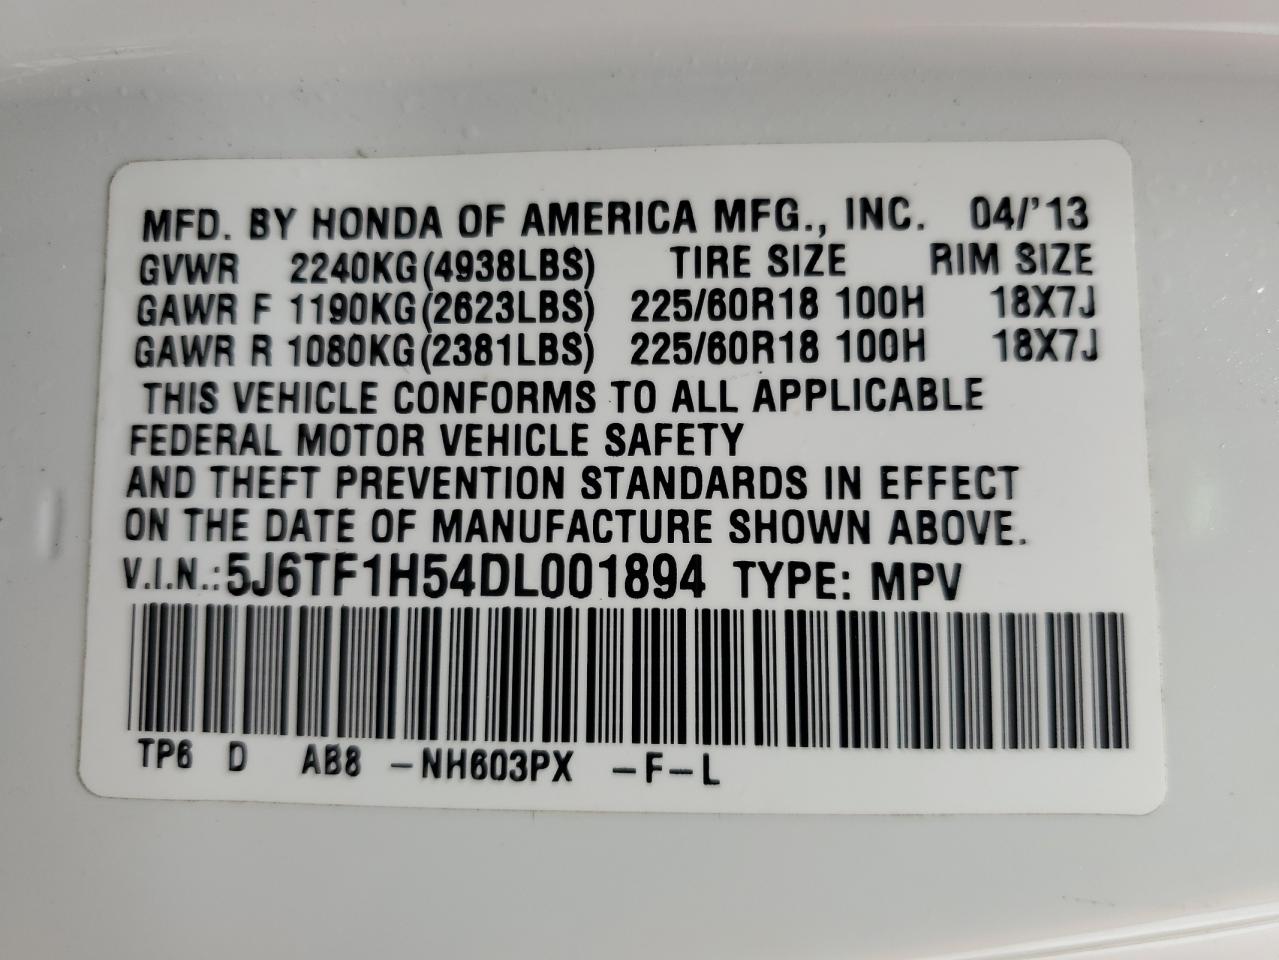 MFD. BY HONDA OF AMERICA MFG., INC. 04/'13
GVWR 2240KG(4938LBS) TIRE SIZE RIM SIZE
GAWR F 1190KG(2623LBS) 225/60R18 100H 18X7J
GAWR R 1080KG(2381LBS) 225/60R18 100H 18X7J
THIS VEHICLE CONFORMS TO ALL APPLICABLE
FEDERAL MOTOR VEHICLE SAFETY
AND THEFT PREVENTION STANDARDS IN EFFECT
ON THE DATE OF MANUFACTURE SHOWN ABOVE.
V.I.N.:5J6TF1H54DL001894 TYPE: MPV
TP6 D AB8 -NH603PX -F-L